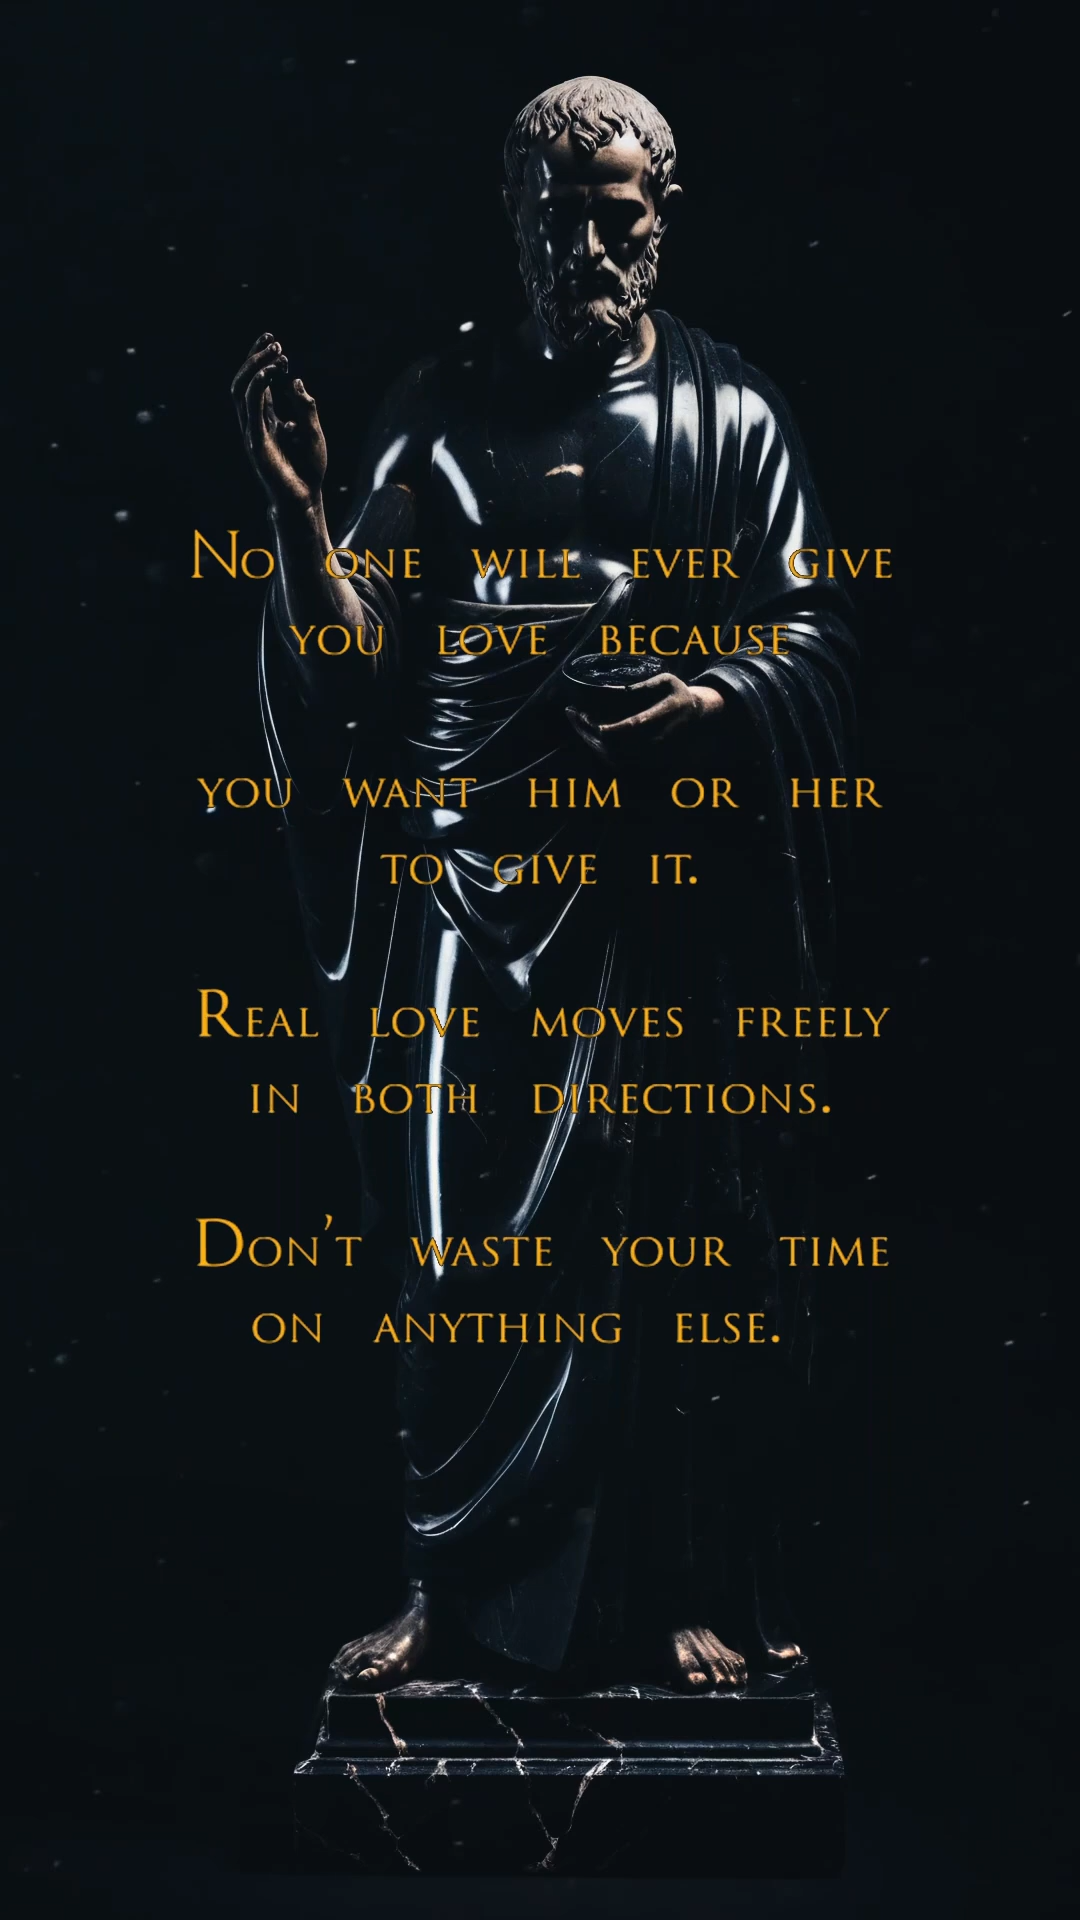 No one will ever give
you love because
you want him or her
to give it.
Real love moves freely
in both directions.
Don't waste your time
on anything else.